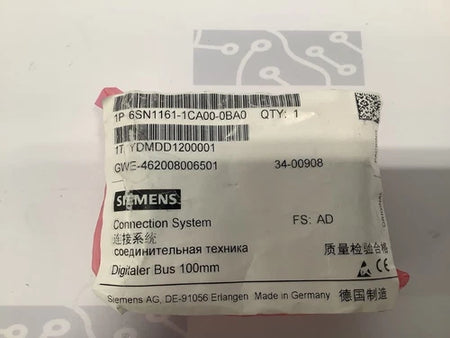 1P 6SN1161-1CA00-0BA0 QTY: 1
1T YDMDD1200001
GWE-462008006501 34-00908
SIEMENS
Connection System FS: AD
连接系统
соединительная техника 质量检验合格
Digitaler Bus 100mm CE
Siemens AG, DE-91056 Erlangen Made in Germany 德国制造